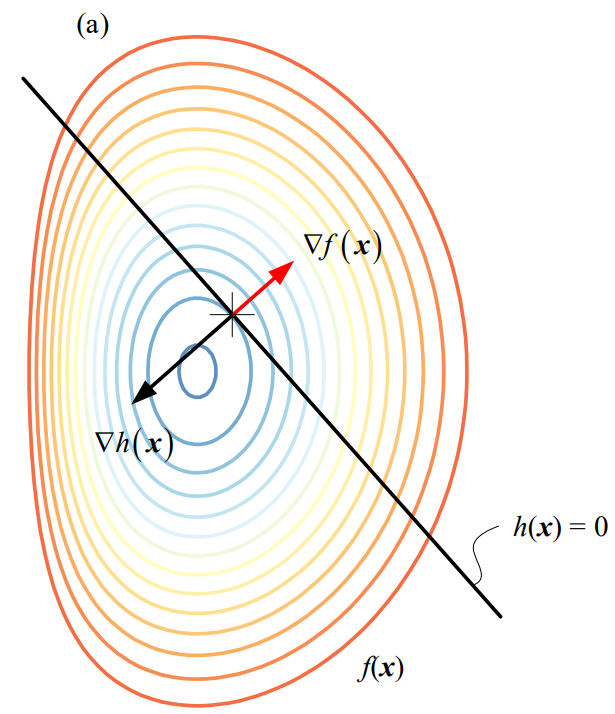 (a)
∇f(x)
∇h(x)
h(x) = 0
f(x)